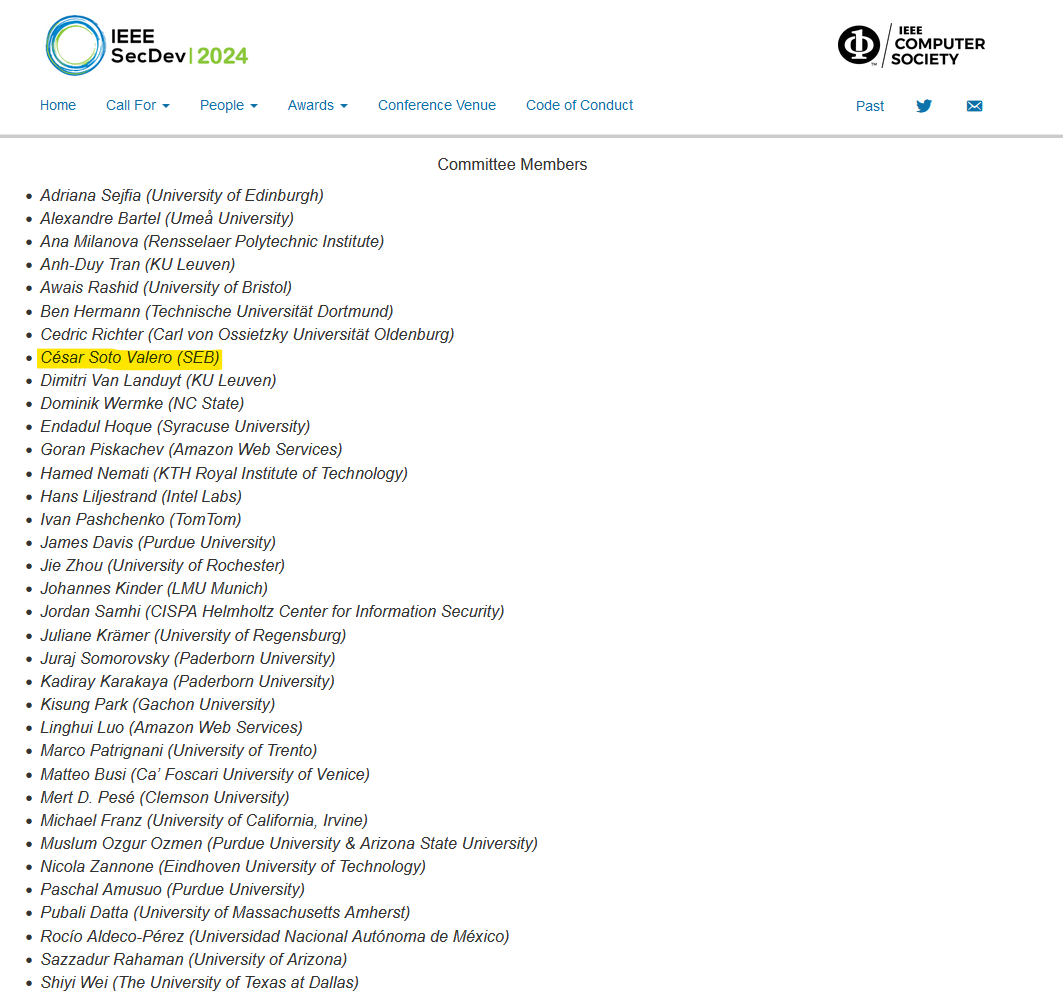 IEEE
SecDev | 2024
IEEE
COMPUTER
SOCIETY
TM
Home Call For People Awards Conference Venue Code of Conduct Past
Committee Members
Adriana Sejfia (University of Edinburgh)
Alexandre Bartel (Umeå University)
Ana Milanova (Rensselaer Polytechnic Institute)
Anh-Duy Tran (KU Leuven)
Awais Rashid (University of Bristol)
Ben Hermann (Technische Universität Dortmund)
Cedric Richter (Carl von Ossietzky Universität Oldenburg)
César Soto Valero (SEB)
Dimitri Van Landuyt (KU Leuven)
Dominik Wermke (NC State)
Endadul Hoque (Syracuse University)
Goran Piskachev (Amazon Web Services)
Hamed Nemati (KTH Royal Institute of Technology)
Hans Liljestrand (Intel Labs)
Ivan Pashchenko (TomTom)
James Davis (Purdue University)
Jie Zhou (University of Rochester)
Johannes Kinder (LMU Munich)
Jordan Samhi (CISPA Helmholtz Center for Information Security)
Juliane Krämer (University of Regensburg)
Juraj Somorovsky (Paderborn University)
Kadiray Karakaya (Paderborn University)
Kisung Park (Gachon University)
Linghui Luo (Amazon Web Services)
Marco Patrignani (University of Trento)
Matteo Busi (Ca’ Foscari University of Venice)
Mert D. Pesé (Clemson University)
Michael Franz (University of California, Irvine)
Muslum Ozgur Ozmen (Purdue University & Arizona State University)
Nicola Zannone (Eindhoven University of Technology)
Paschal Amusuo (Purdue University)
Pubali Datta (University of Massachusetts Amherst)
Rocío Aldeco-Pérez (Universidad Nacional Autónoma de México)
Sazzadur Rahaman (University of Arizona)
Shiyi Wei (The University of Texas at Dallas)